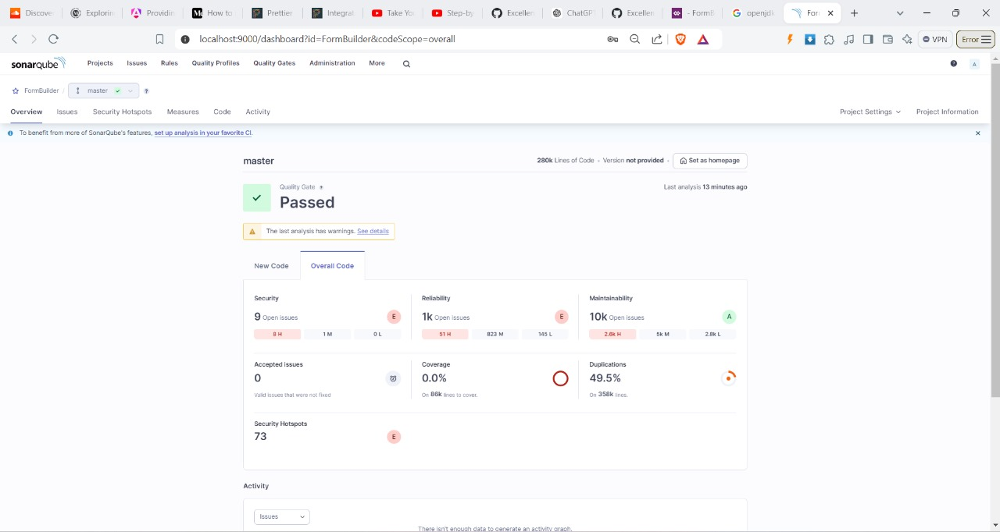 Discove
Explorin
Providin
How to
Prettier
Integrat
Take Yo
Step-by
Excellen
ChatGP
Excellen
- FormB
openjdk
For
localhost:9000/dashboard?id=FormBuilder&codeScope=overall
VPN
Error
sonarqube
Projects Issues Rules Quality Profiles Quality Gates Administration More
A
FormBuilder / master ?
Overview Issues Security Hotspots Measures Code Activity Project Settings Project Information
To benefit from more of SonarQube's features, set up analysis in your favorite CI.
master
280k Lines of Code • Version not provided • Set as homepage
Quality Gate
Last analysis 13 minutes ago
Passed
The last analysis has warnings. See details
New Code Overall Code
Security Reliability Maintainability
9 Open issues E 1k Open issues E 10k Open issues A
8 H 1 M 0 L 51 H 823 M 145 L 2.6k H 5k M 2.8k L
Accepted issues Coverage Duplications
0 0.0% 49.5%
Valid issues that were not fixed On 86k lines to cover. On 358k lines.
Security Hotspots
73 E
Activity
Issues
There isn't enough data to generate an activity graph.